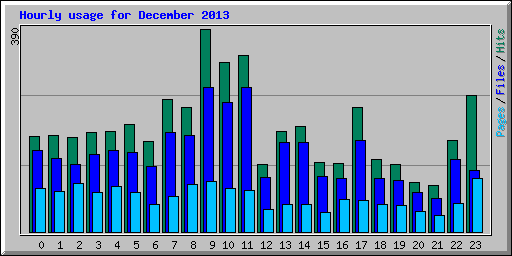 Hourly usage for December 2013
390
Pages / Files / Hits
0 1 2 3 4 5 6 7 8 9 10 11 12 13 14 15 16 17 18 19 20 21 22 23